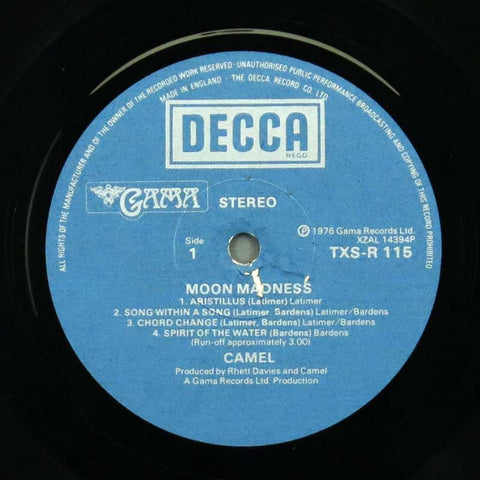 ALL RIGHTS OF THE MANUFACTURER AND OF THE OWNER OF THE RECORDED WORK RESERVED · UNAUTHORISED PUBLIC PERFORMANCE BROADCASTING AND COPYING OF THIS RECORD PROHIBITED
MADE IN ENGLAND · THE DECCA RECORD CO. LTD
DECCA
REGD
GAMA
STEREO
Ⓟ 1976 Gama Records Ltd.
XZAL 14394P
TXS-R 115
Side
1
MOON MADNESS
1. ARISTILLUS (Latimer) Latimer
2. SONG WITHIN A SONG (Latimer, Bardens) Latimer/Bardens
3. CHORD CHANGE (Latimer, Bardens) Latimer/Bardens
4. SPIRIT OF THE WATER (Bardens) Bardens
(Run-off approximately 3.00)
CAMEL
Produced by Rhett Davies and Camel
A Gama Records Ltd. Production